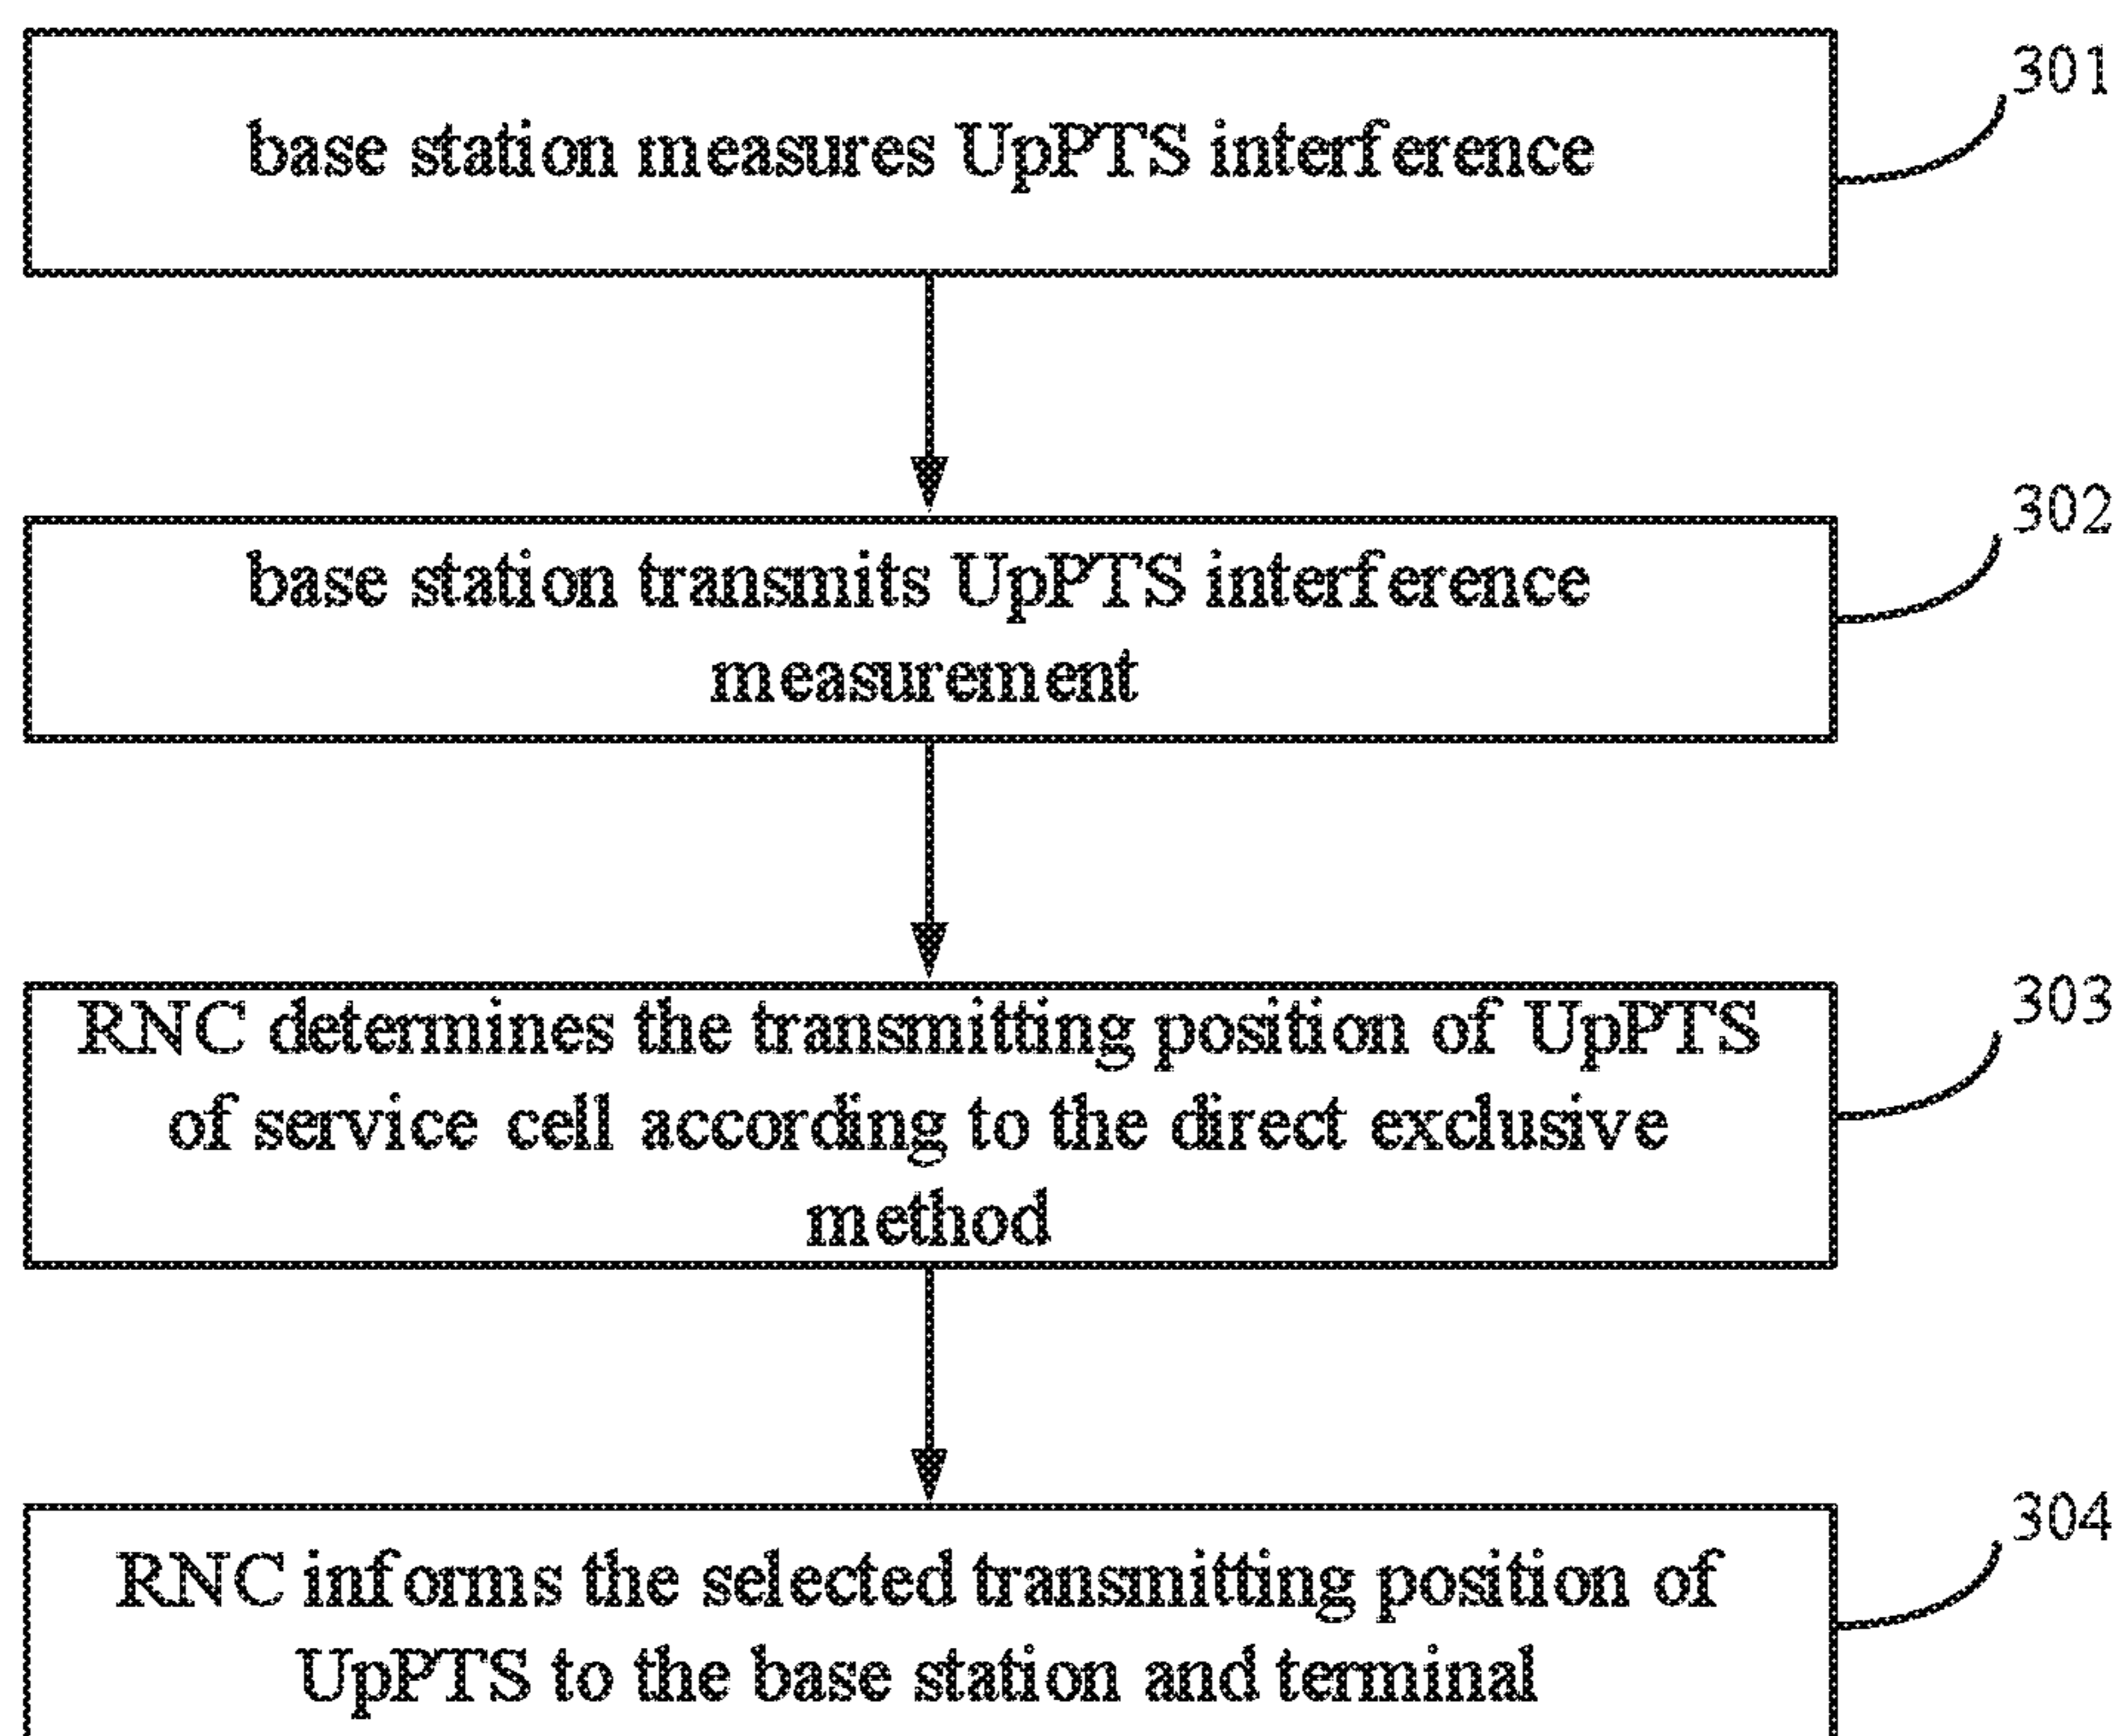 301
base station measures UpPTS interference
302
base station transmits UpPTS interference
measurement
303
RNC determines the transmitting position of UpPTS
of service cell according to the direct exclusive
method
304
RNC informs the selected transmitting position of
UpPTS to the base station and terminal